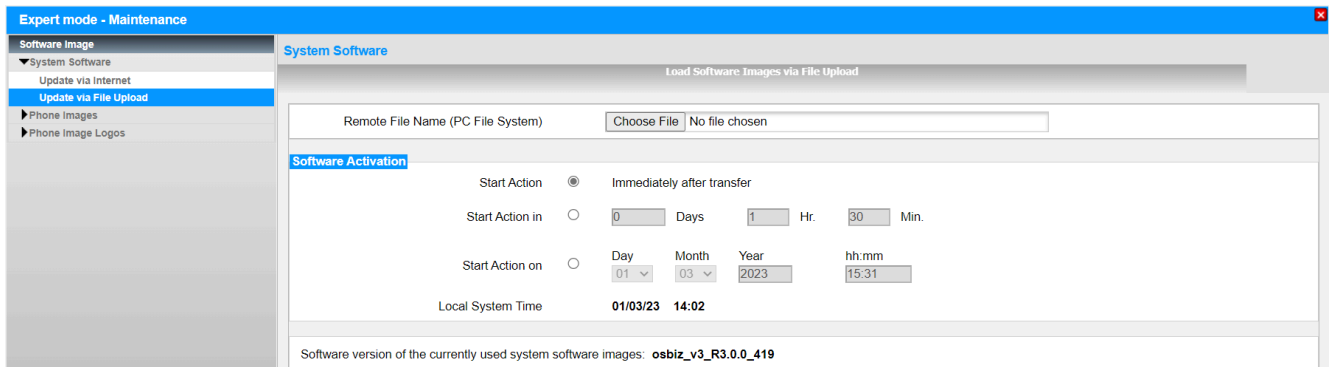 Expert mode - Maintenance
Software Image
System Software
Update via Internet
Update via File Upload
Phone Images
Phone Image Logos
System Software
Load Software Images via File Upload
Remote File Name (PC File System) Choose File No file chosen
Software Activation
Start Action Immediately after transfer
Start Action in 0 Days 1 Hr. 30 Min.
Day Month Year hh:mm
Start Action on 01 03 2023 15:31
Local System Time 01/03/23 14:02
Software version of the currently used system software images: osbiz_v3_R3.0.0_419